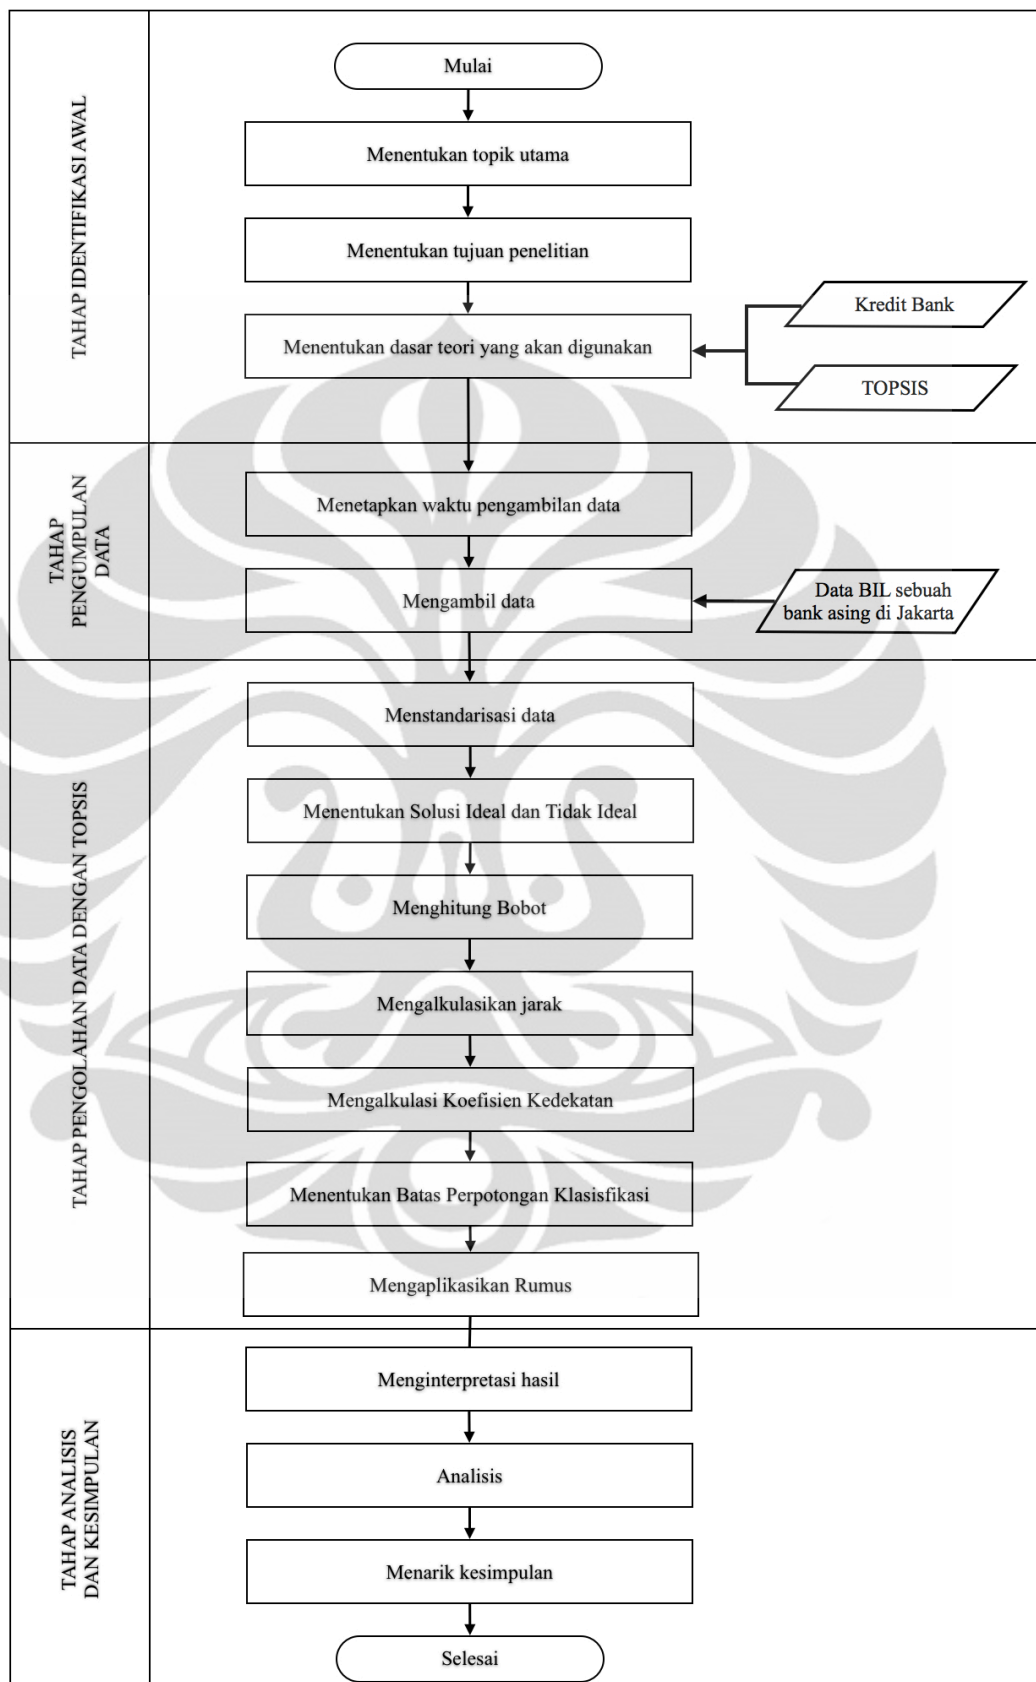 TAHAP IDENTIFIKASI AWAL
Mulai
Menentukan topik utama
Menentukan tujuan penelitian
Menentukan dasar teori yang akan digunakan
Kredit Bank
TOPSIS
TAHAP
PENGUMPULAN
DATA
Menetapkan waktu pengambilan data
Mengambil data
Data BIL sebuah
bank asing di Jakarta
TAHAP PENGOLAHAN DATA DENGAN TOPSIS
Menstandarisasi data
Menentukan Solusi Ideal dan Tidak Ideal
Menghitung Bobot
Mengalkulasikan jarak
Mengalkulasi Koefisien Kedekatan
Menentukan Batas Perpotongan Klasisfikasi
Mengaplikasikan Rumus
TAHAP ANALISIS
DAN KESIMPULAN
Menginterpretasi hasil
Analisis
Menarik kesimpulan
Selesai